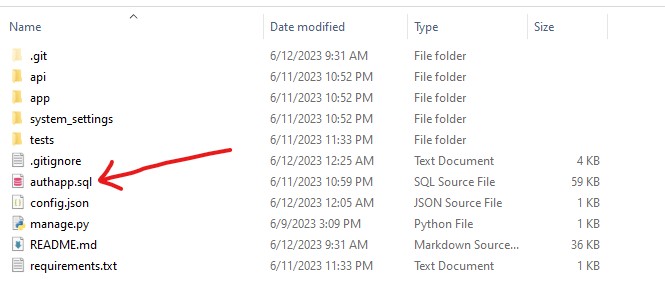 Name Date modified Type Size
.git 6/12/2023 9:31 AM File folder
api 6/11/2023 10:52 PM File folder
app 6/11/2023 10:52 PM File folder
system_settings 6/11/2023 10:52 PM File folder
tests 6/11/2023 11:33 PM File folder
.gitignore 6/12/2023 12:25 AM Text Document 4 KB
authapp.sql 6/11/2023 10:59 PM SQL Source File 59 KB
config.json 6/12/2023 12:05 AM JSON Source File 1 KB
manage.py 6/9/2023 3:09 PM Python File 1 KB
README.md 6/12/2023 9:31 AM Markdown Source... 36 KB
requirements.txt 6/11/2023 11:33 PM Text Document 1 KB